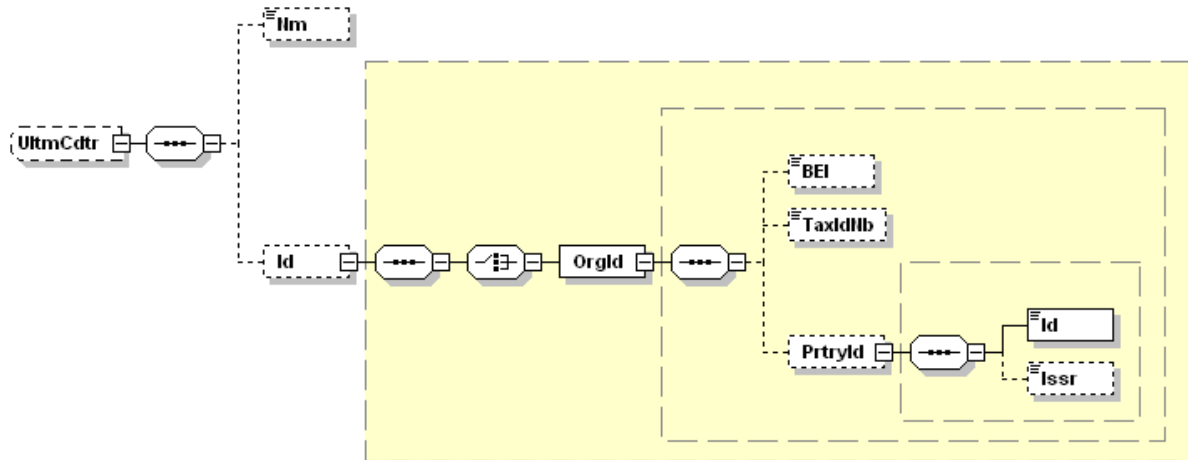 Nm
UltmCdtr
BEI
TaxIdNb
Id
OrgId
Id
PrtryId
Issr